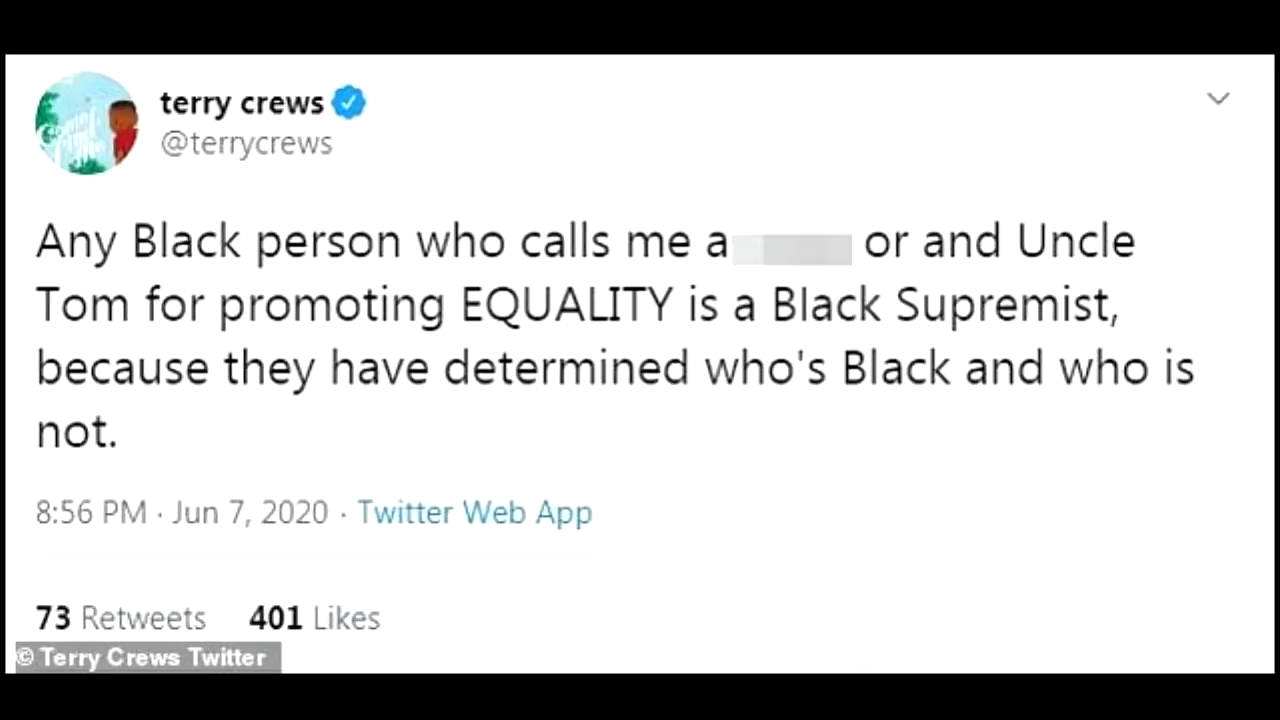 terry crews
@terrycrews
Any Black person who calls me a or and Uncle
Tom for promoting EQUALITY is a Black Supremist,
because they have determined who's Black and who is
not.
8:56 PM · Jun 7, 2020 · Twitter Web App
73 Retweets 401 Likes
© Terry Crews Twitter